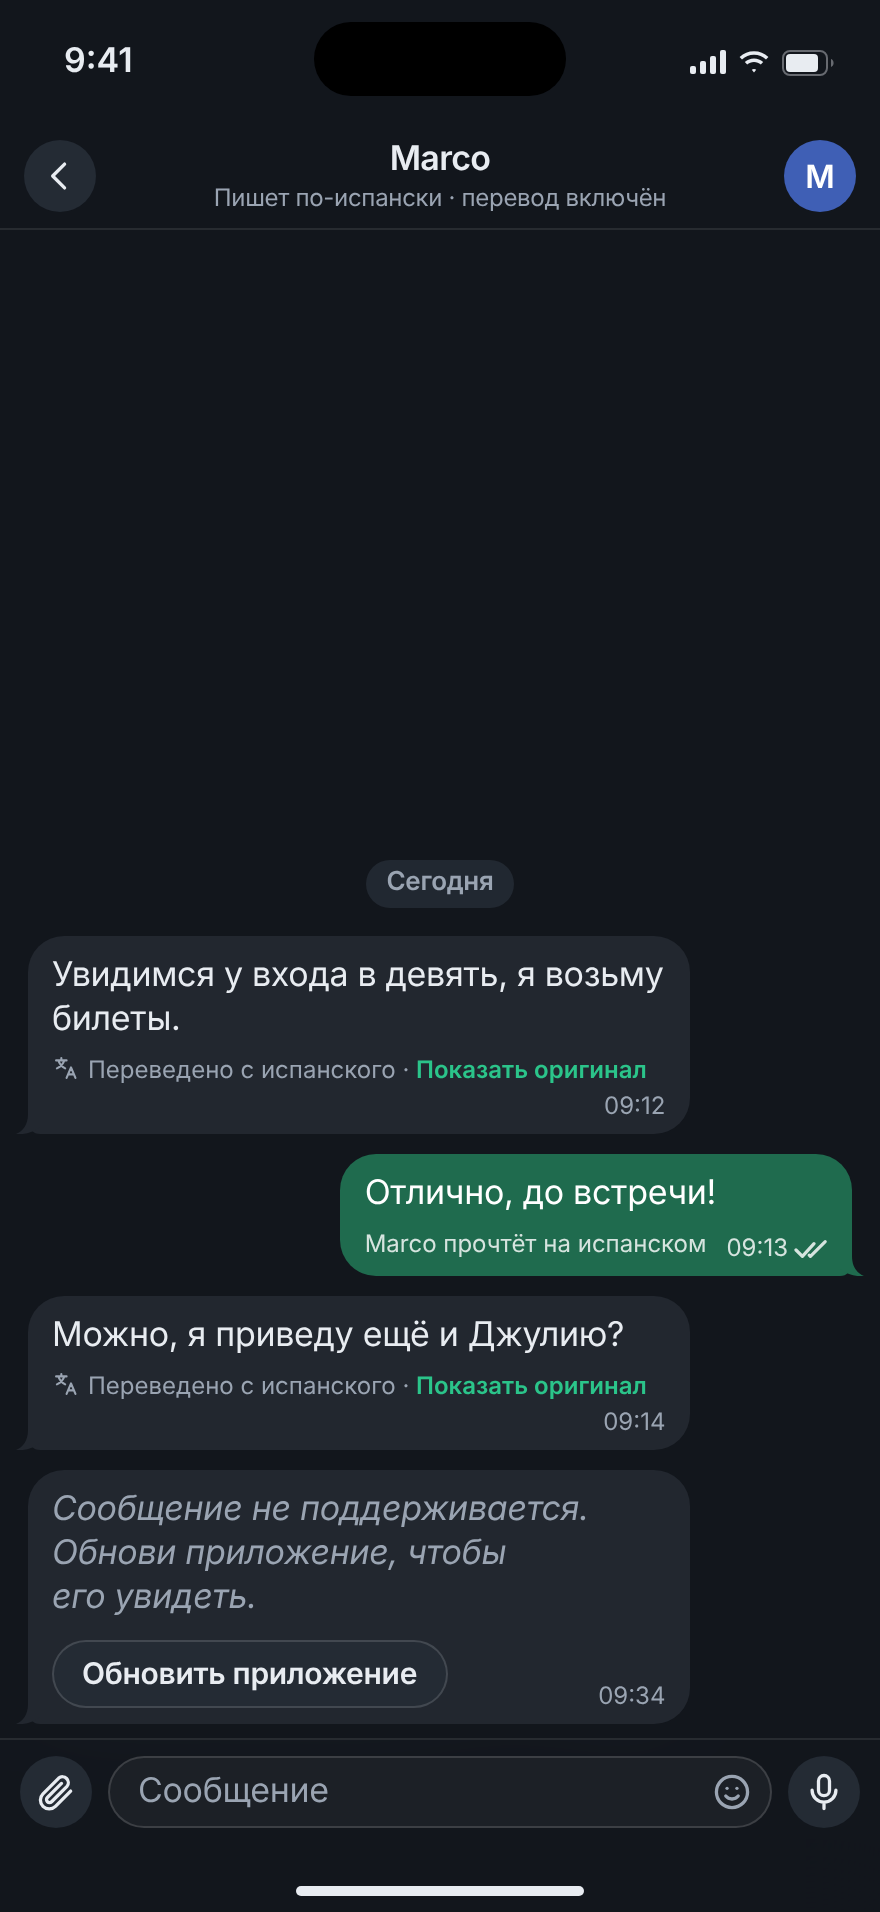 9:41
Marco
Пишет по-испански · перевод включён
M
Сегодня
Увидимся у входа в девять, я возьму
билеты.
Переведено с испанского · Показать оригинал
09:12
Отлично, до встречи!
Marco прочтёт на испанском 09:13
Можно, я приведу ещё и Джулию?
Переведено с испанского · Показать оригинал
09:14
Сообщение не поддерживается.
Обнови приложение, чтобы
его увидеть.
Обновить приложение
09:34
Сообщение